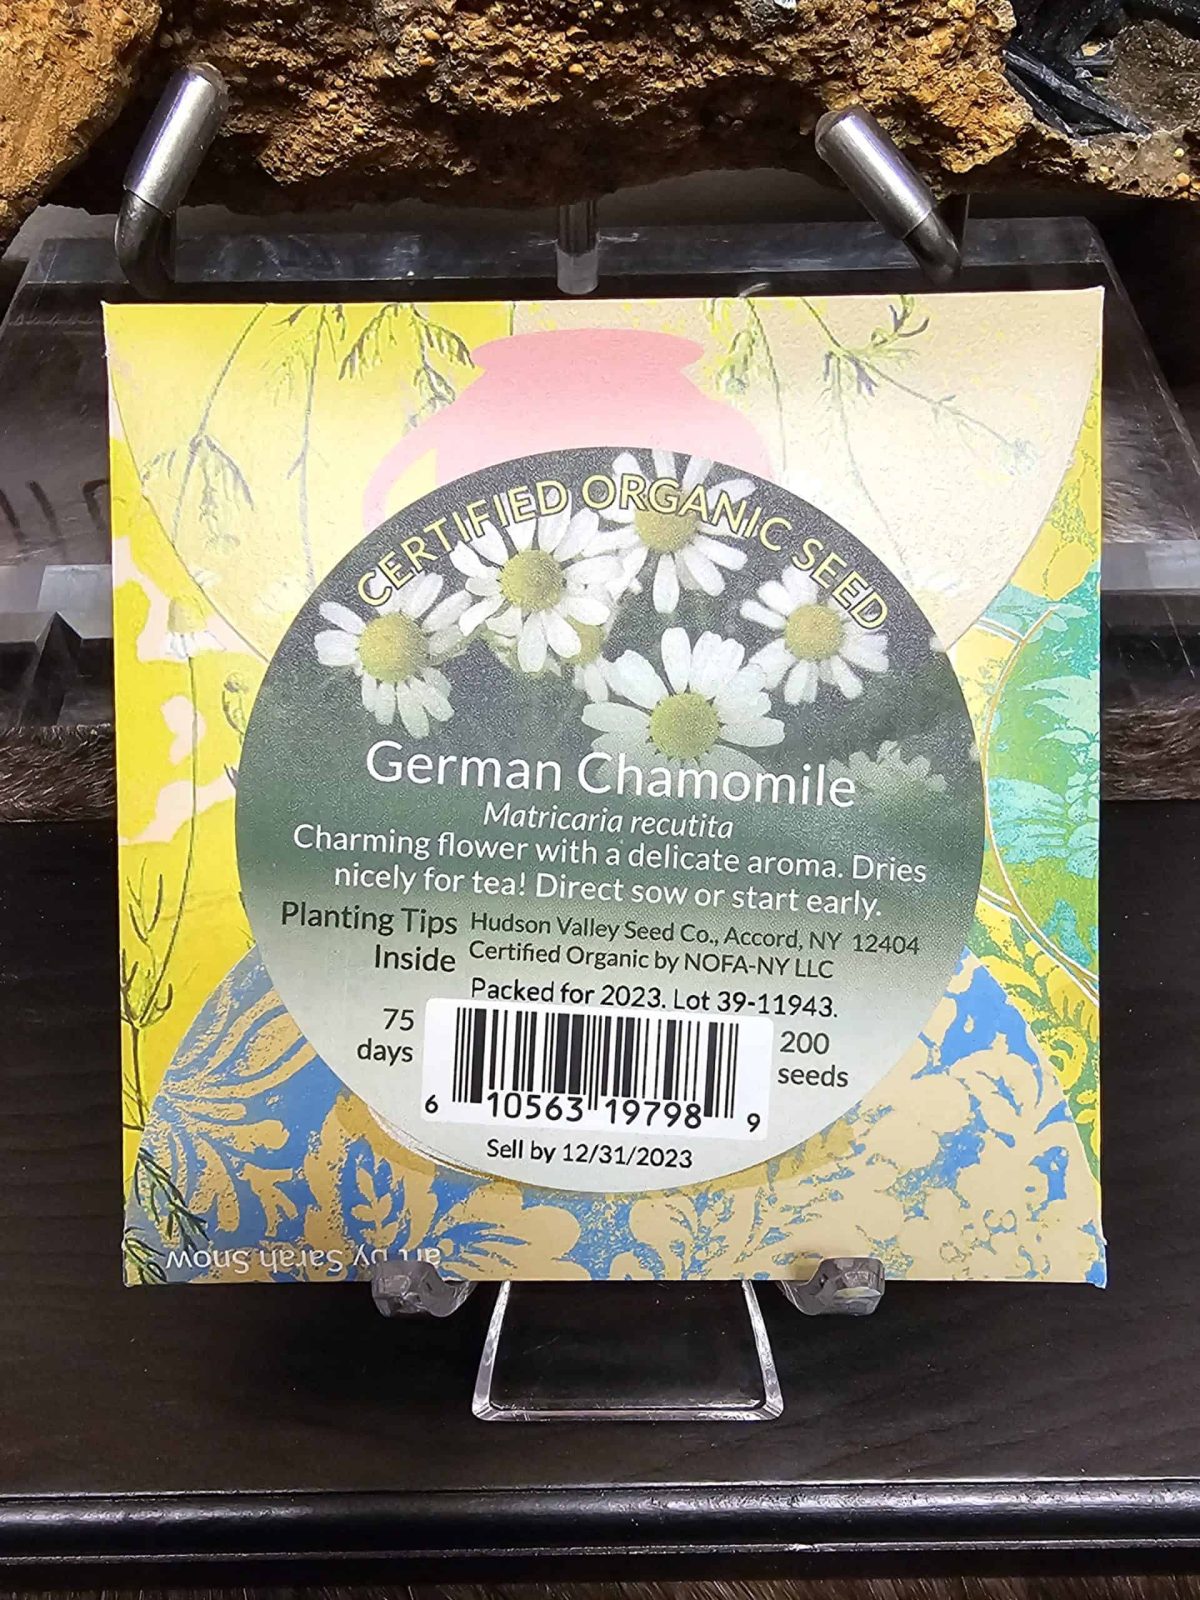 CERTIFIED ORGANIC SEED
German Chamomile
Matricaria recutita
Charming flower with a delicate aroma. Dries
nicely for tea! Direct sow or start early.
Planting Tips
Inside
Hudson Valley Seed Co., Accord, NY 12404
Certified Organic by NOFA-NY LLC
Packed for 2023. Lot 39-11943.
75
days
200
seeds
6 10563 19798 9
Sell by 12/31/2023
art by Sarah Snow